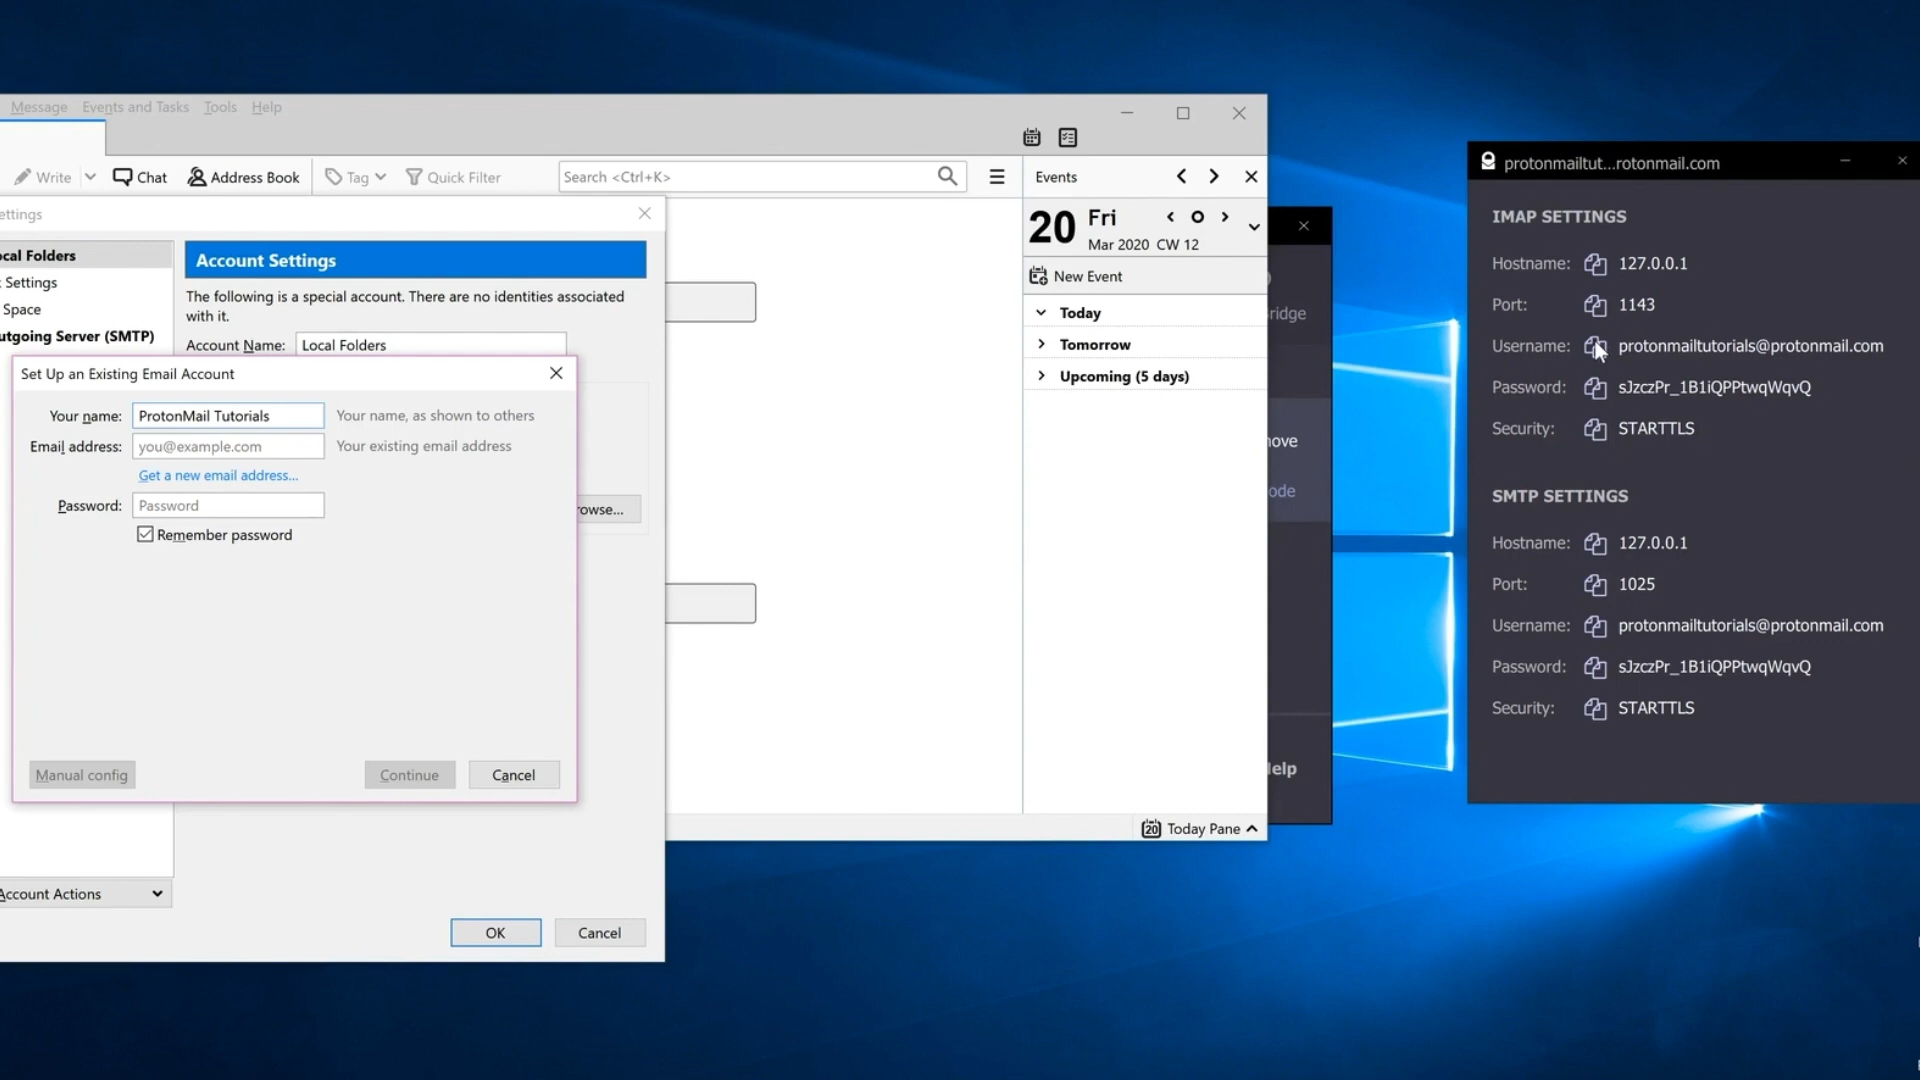 Message Events and Tasks Tools Help
Write Chat Address Book Tag Quick Filter Search <Ctrl+K>
Events
20 Fri
Mar 2020 CW 12
New Event
Today
Tomorrow
Upcoming (5 days)
20 Today Pane
ettings
ocal Folders
Settings
Space
utgoing Server (SMTP)
Account Actions
Account Settings
The following is a special account. There are no identities associated
with it.
Account Name: Local Folders
rowse...
OK Cancel
Set Up an Existing Email Account
Your name: ProtonMail Tutorials Your name, as shown to others
Email address: you@example.com Your existing email address
Get a new email address...
Password: Password
Remember password
Manual config Continue Cancel
ridge
ove
ode
elp
protonmailtut...rotonmail.com
IMAP SETTINGS
Hostname: 127.0.0.1
Port: 1143
Username: protonmailtutorials@protonmail.com
Password: sJzczPr_1B1iQPPtwqWqvQ
Security: STARTTLS
SMTP SETTINGS
Hostname: 127.0.0.1
Port: 1025
Username: protonmailtutorials@protonmail.com
Password: sJzczPr_1B1iQPPtwqWqvQ
Security: STARTTLS